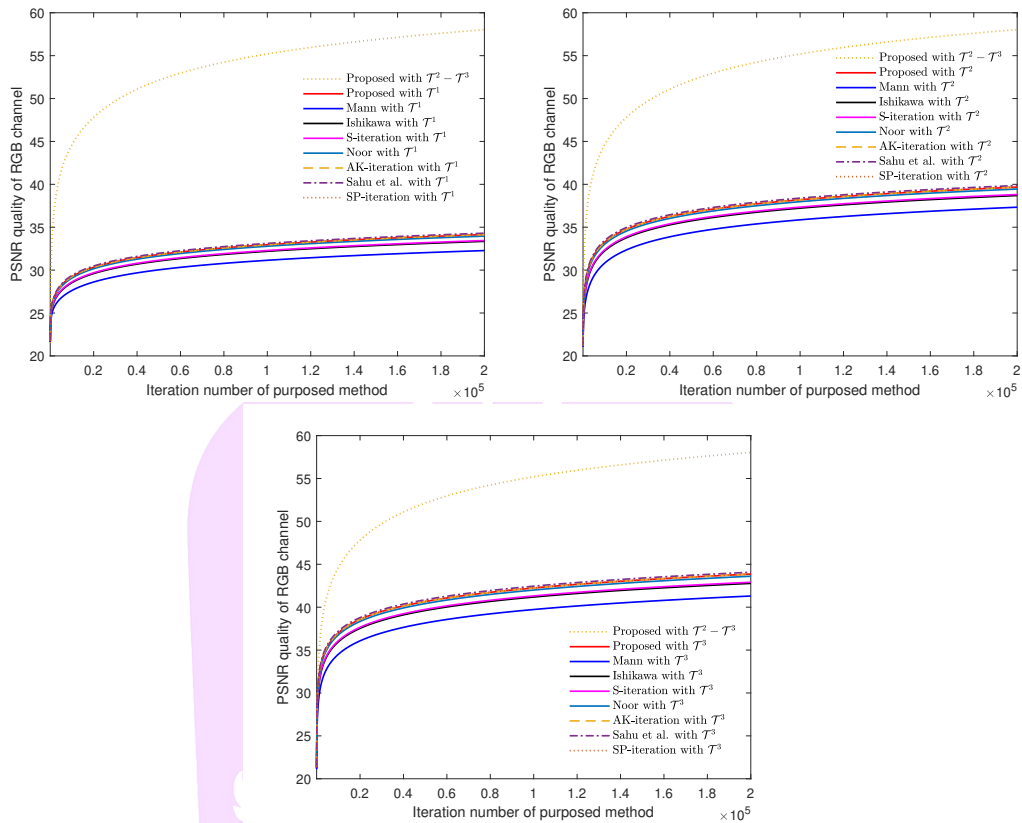 60
55
50
45
40
35
30
25
20
PSNR quality of RGB channel
Proposed with 𝒯² − 𝒯³
Proposed with 𝒯¹
Mann with 𝒯¹
Ishikawa with 𝒯¹
S-iteration with 𝒯¹
Noor with 𝒯¹
AK-iteration with 𝒯¹
Sahu et al. with 𝒯¹
SP-iteration with 𝒯¹
0.2 0.4 0.6 0.8 1 1.2 1.4 1.6 1.8 2
Iteration number of purposed method
× 10⁵
60
55
50
45
40
35
30
25
20
PSNR quality of RGB channel
Proposed with 𝒯² − 𝒯³
Proposed with 𝒯²
Mann with 𝒯²
Ishikawa with 𝒯²
S-iteration with 𝒯²
Noor with 𝒯²
AK-iteration with 𝒯²
Sahu et al. with 𝒯²
SP-iteration with 𝒯²
0.2 0.4 0.6 0.8 1 1.2 1.4 1.6 1.8 2
Iteration number of purposed method
× 10⁵
60
55
50
45
40
35
30
25
20
PSNR quality of RGB channel
Proposed with 𝒯² − 𝒯³
Proposed with 𝒯³
Mann with 𝒯³
Ishikawa with 𝒯³
S-iteration with 𝒯³
Noor with 𝒯³
AK-iteration with 𝒯³
Sahu et al. with 𝒯³
SP-iteration with 𝒯³
0.2 0.4 0.6 0.8 1 1.2 1.4 1.6 1.8 2
Iteration number of purposed method
× 10⁵